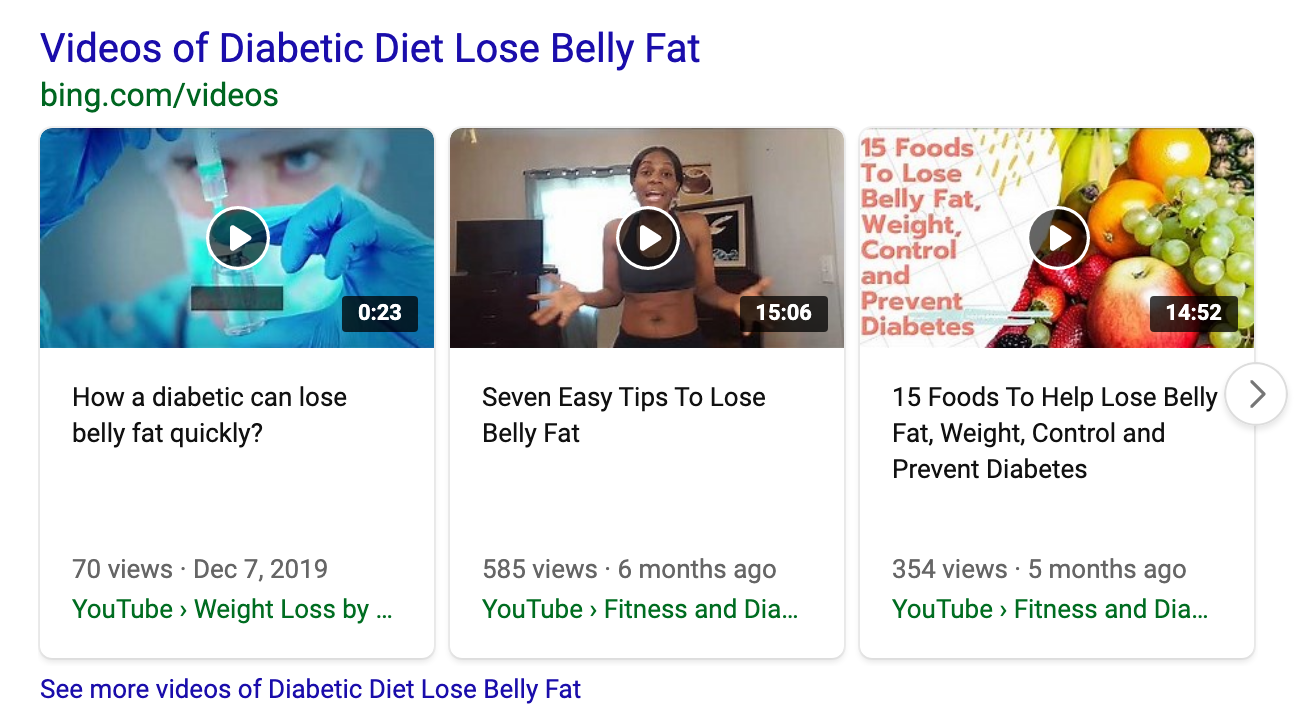 Videos of Diabetic Diet Lose Belly Fat
bing.com/videos
0:23
How a diabetic can lose
belly fat quickly?
70 views · Dec 7, 2019
YouTube › Weight Loss by ...
15:06
Seven Easy Tips To Lose
Belly Fat
585 views · 6 months ago
YouTube › Fitness and Dia...
15 Foods
To Lose
Belly Fat,
Weight,
Control
and
Prevent
Diabetes
14:52
15 Foods To Help Lose Belly
Fat, Weight, Control and
Prevent Diabetes
354 views · 5 months ago
YouTube › Fitness and Dia...
See more videos of Diabetic Diet Lose Belly Fat